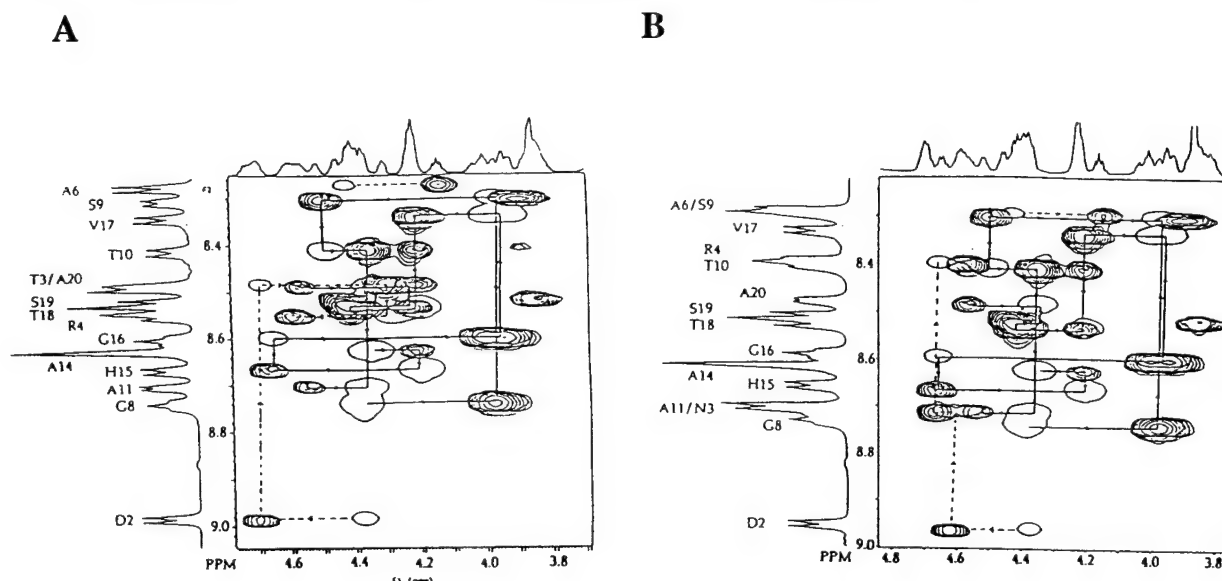 A
B
A6
S9
V17
T10
T3/A20
S19
T18
R4
G16
A14
H15
A11
G8
D2
8.4
8.6
8.8
9.0
PPM
4.6
4.4
4.2
4.0
3.8
A6/S9
V17
R4
T10
A20
S19
T18
G16
A14
H15
A11/N3
G8
D2
8.4
8.6
8.8
9.0
PPM
4.8
4.6
4.4
4.2
4.0
3.8